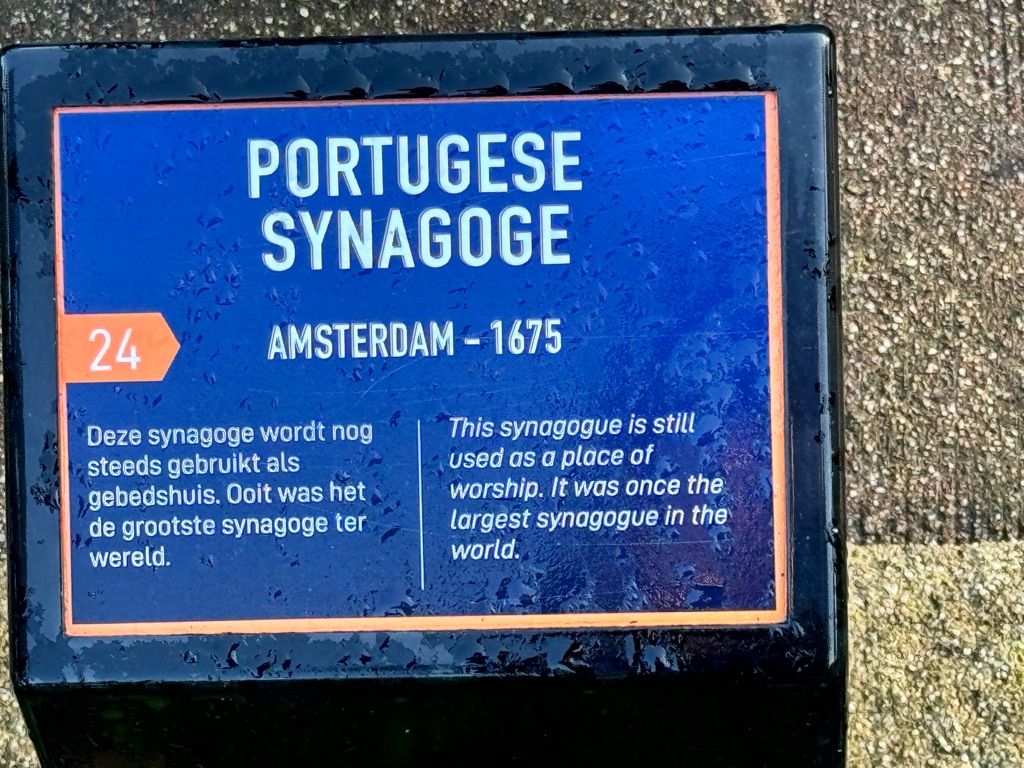 PORTUGESE
SYNAGOGE
24
AMSTERDAM – 1675
Deze synagoge wordt nog
steeds gebruikt als
gebedshuis. Ooit was het
de grootste synagoge ter
wereld.
This synagogue is still
used as a place of
worship. It was once the
largest synagogue in the
world.